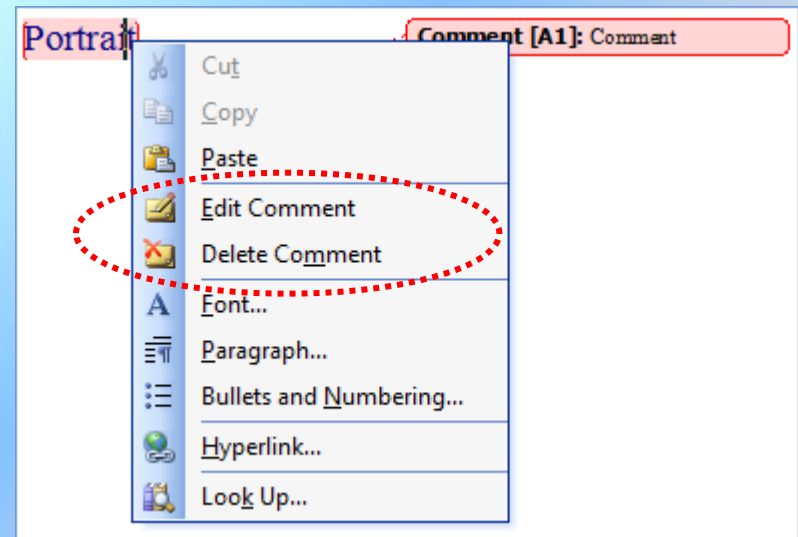 Portrait
Comment [A1]: Comment
Cut
Copy
Paste
Edit Comment
Delete Comment
Font...
Paragraph...
Bullets and Numbering...
Hyperlink...
Look Up...